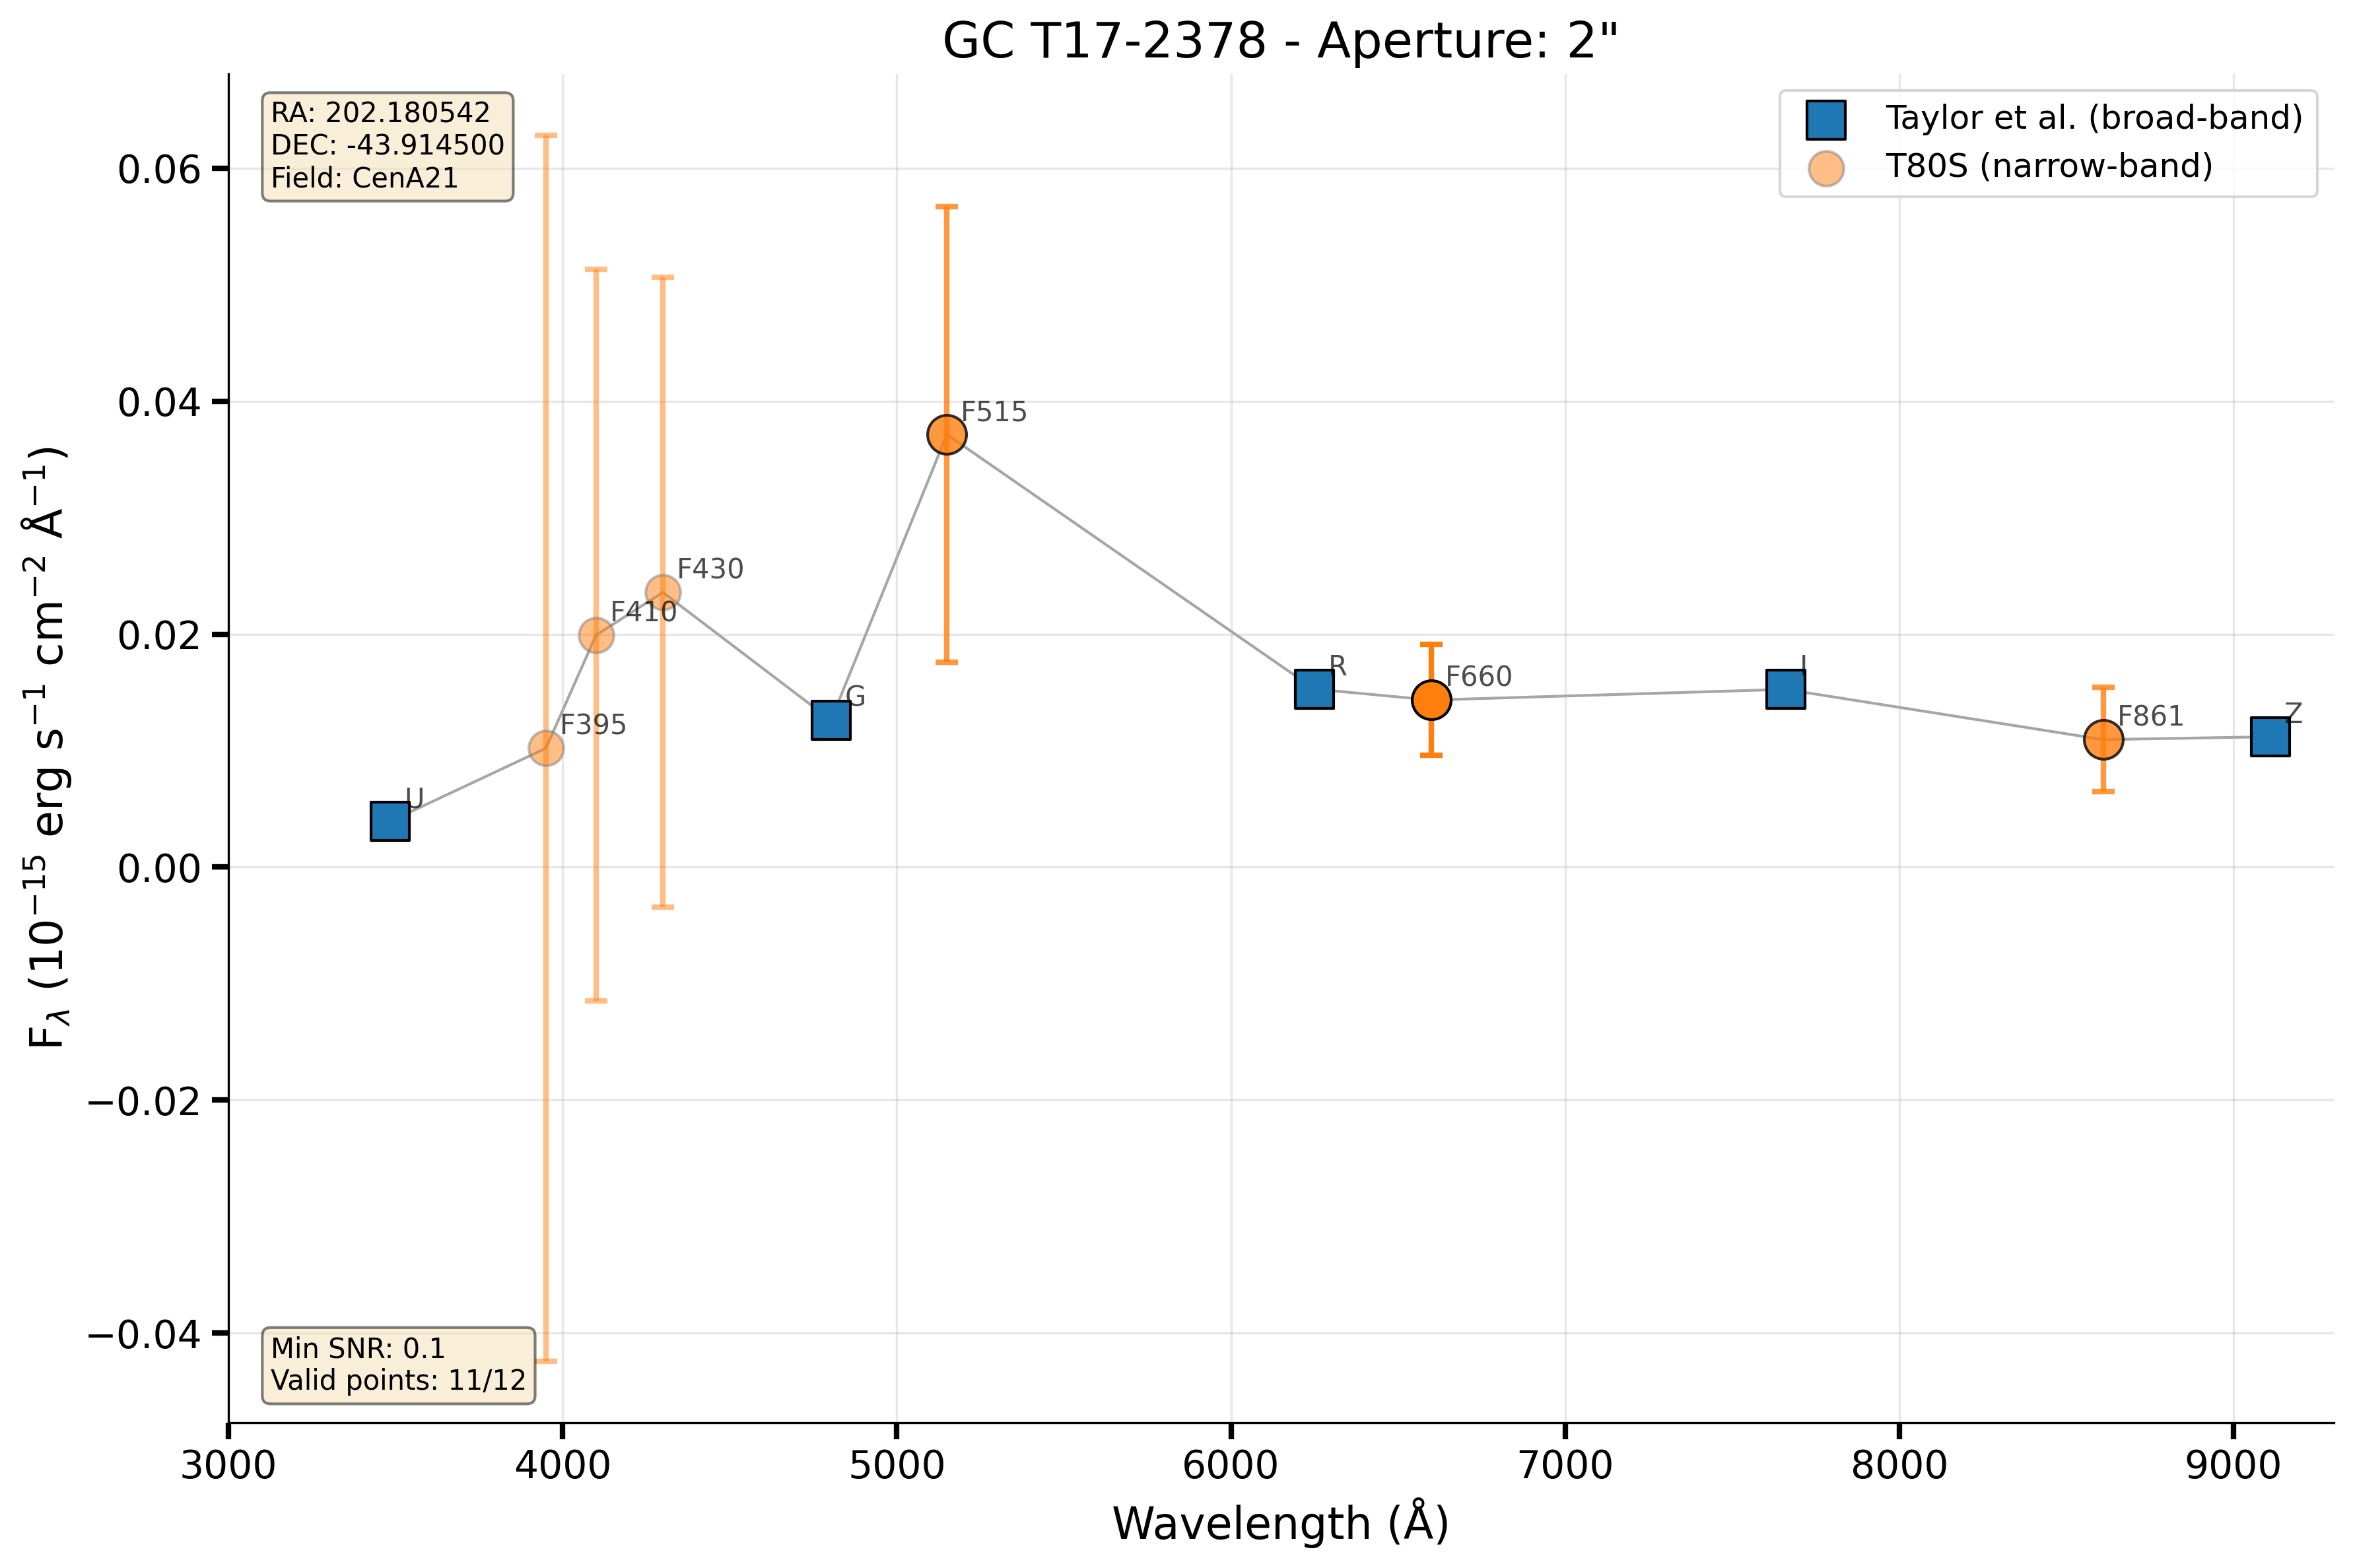 GC T17-2378 - Aperture: 2"
RA: 202.180542
DEC: -43.914500
Field: CenA21
Taylor et al. (broad-band)
T80S (narrow-band)
0.06
0.04
0.02
0.00
−0.02
−0.04
Fλ (10⁻¹⁵ erg s⁻¹ cm⁻² Å⁻¹)
U
F395
F410
F430
G
F515
R
F660
I
F861
Z
Min SNR: 0.1
Valid points: 11/12
3000 4000 5000 6000 7000 8000 9000
Wavelength (Å)